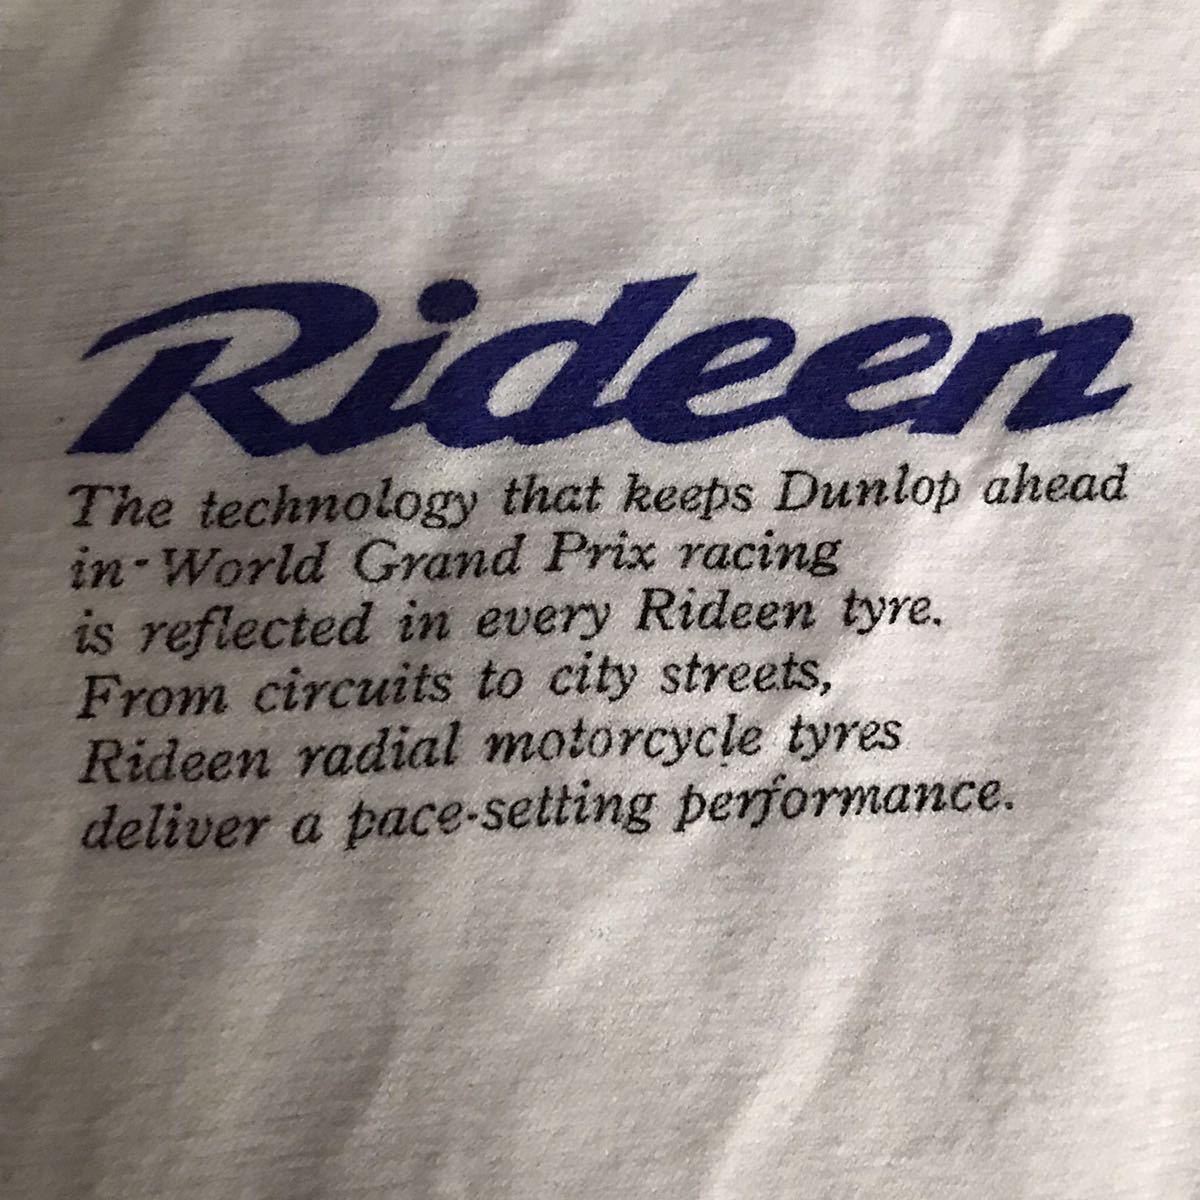 Rideen
The technology that keeps Dunlop ahead
in-World Grand Prix racing
is reflected in every Rideen tyre.
From circuits to city streets,
Rideen radial motorcycle tyres
deliver a pace-setting performance.